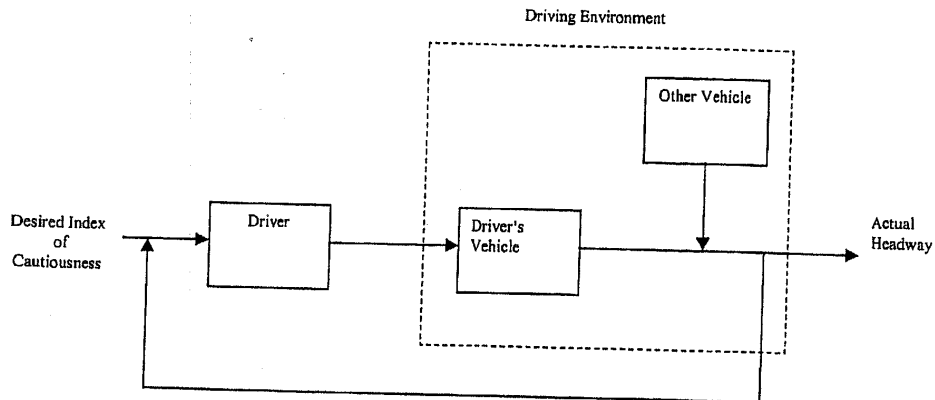 Driving Environment
Other Vehicle
Desired Index
of
Cautiousness
Driver
Driver's
Vehicle
Actual
Headway